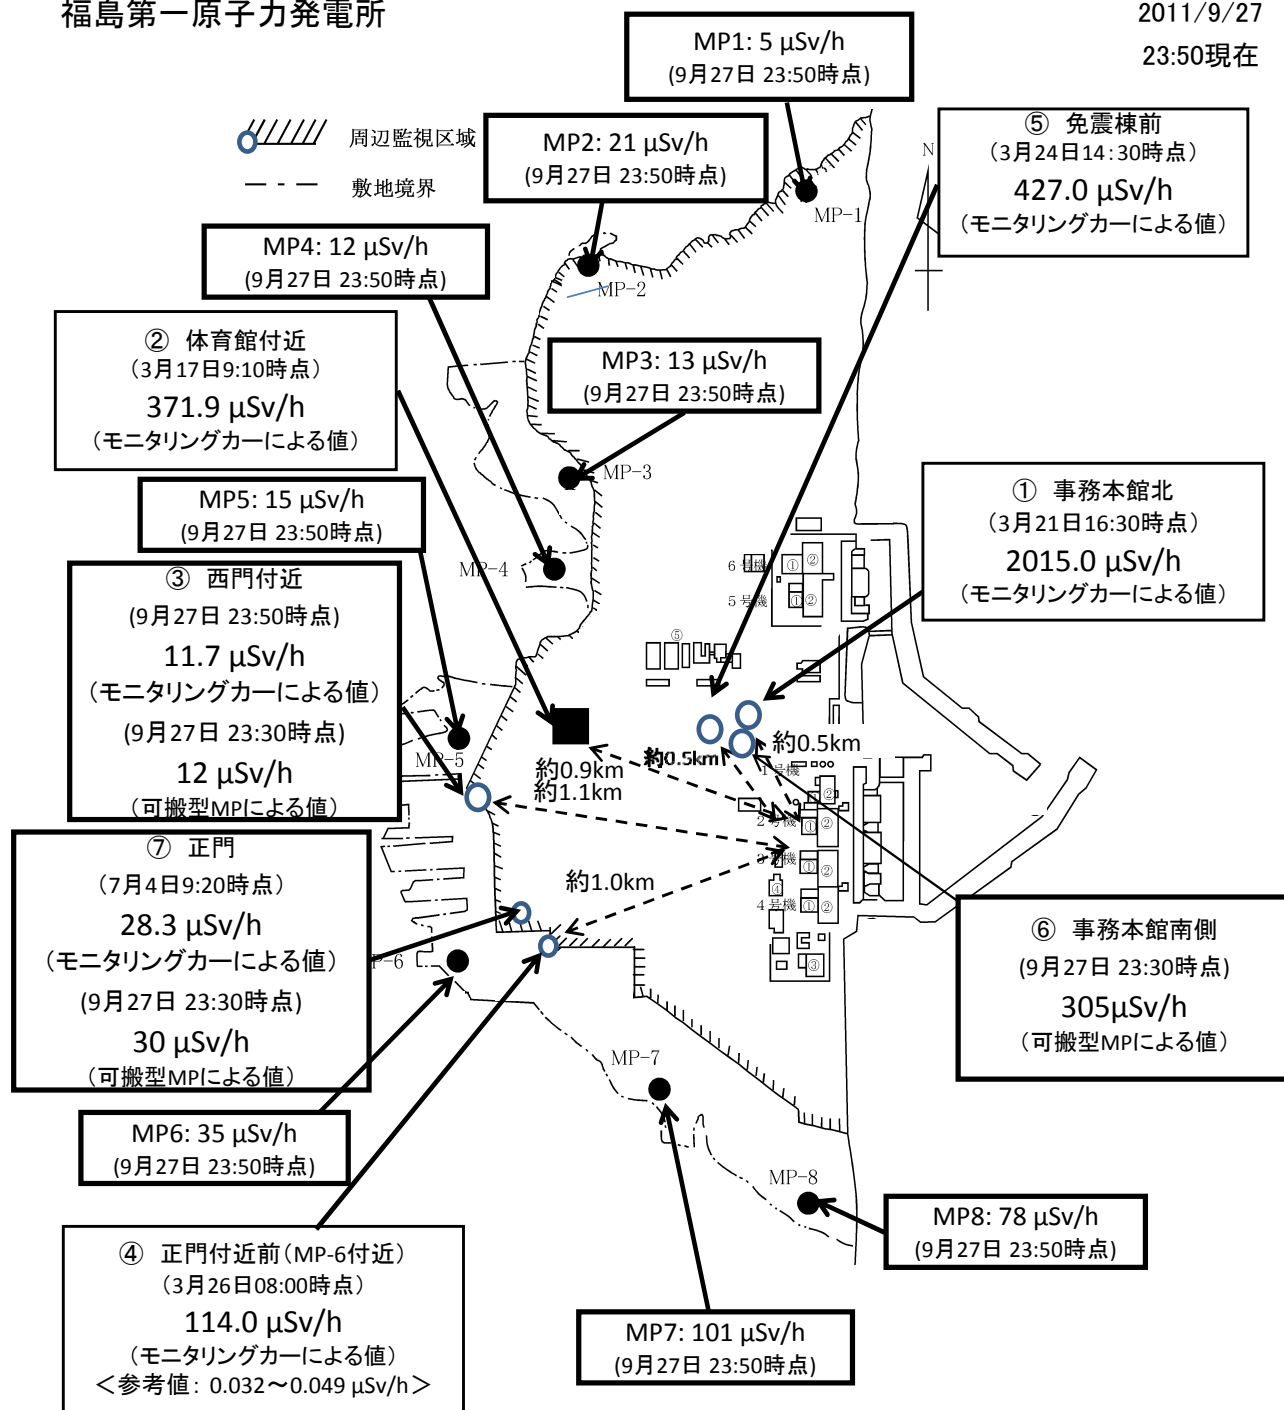 福島第一原子力発電所
2011/9/27
23:50現在
周辺監視区域
敷地境界
MP1: 5 μSv/h
(9月27日 23:50時点)
MP2: 21 μSv/h
(9月27日 23:50時点)
⑤ 免震棟前
(3月24日14:30時点)
427.0 μSv/h
(モニタリングカーによる値)
N
MP-1
MP4: 12 μSv/h
(9月27日 23:50時点)
MP-2
② 体育館付近
(3月17日9:10時点)
371.9 μSv/h
(モニタリングカーによる値)
MP3: 13 μSv/h
(9月27日 23:50時点)
MP-3
MP5: 15 μSv/h
(9月27日 23:50時点)
① 事務本館北
(3月21日16:30時点)
2015.0 μSv/h
(モニタリングカーによる値)
MP-4
③ 西門付近
(9月27日 23:50時点)
11.7 μSv/h
(モニタリングカーによる値)
(9月27日 23:30時点)
12 μSv/h
(可搬型MPによる値)
6号機
① ②
5号機
① ②
⑤
MP-5
約0.9km
約1.1km
約0.5km
約0.5km
1号機
②
2号機
① ②
3号機
① ②
④
4号機
① ②
③
約1.0km
⑦ 正門
(7月4日9:20時点)
28.3 μSv/h
(モニタリングカーによる値)
(9月27日 23:30時点)
30 μSv/h
(可搬型MPによる値)
P-6
⑥ 事務本館南側
(9月27日 23:30時点)
305μSv/h
(可搬型MPによる値)
MP-7
MP6: 35 μSv/h
(9月27日 23:50時点)
MP-8
MP8: 78 μSv/h
(9月27日 23:50時点)
④ 正門付近前(MP-6付近)
(3月26日08:00時点)
114.0 μSv/h
(モニタリングカーによる値)
<参考値: 0.032～0.049 μSv/h>
MP7: 101 μSv/h
(9月27日 23:50時点)